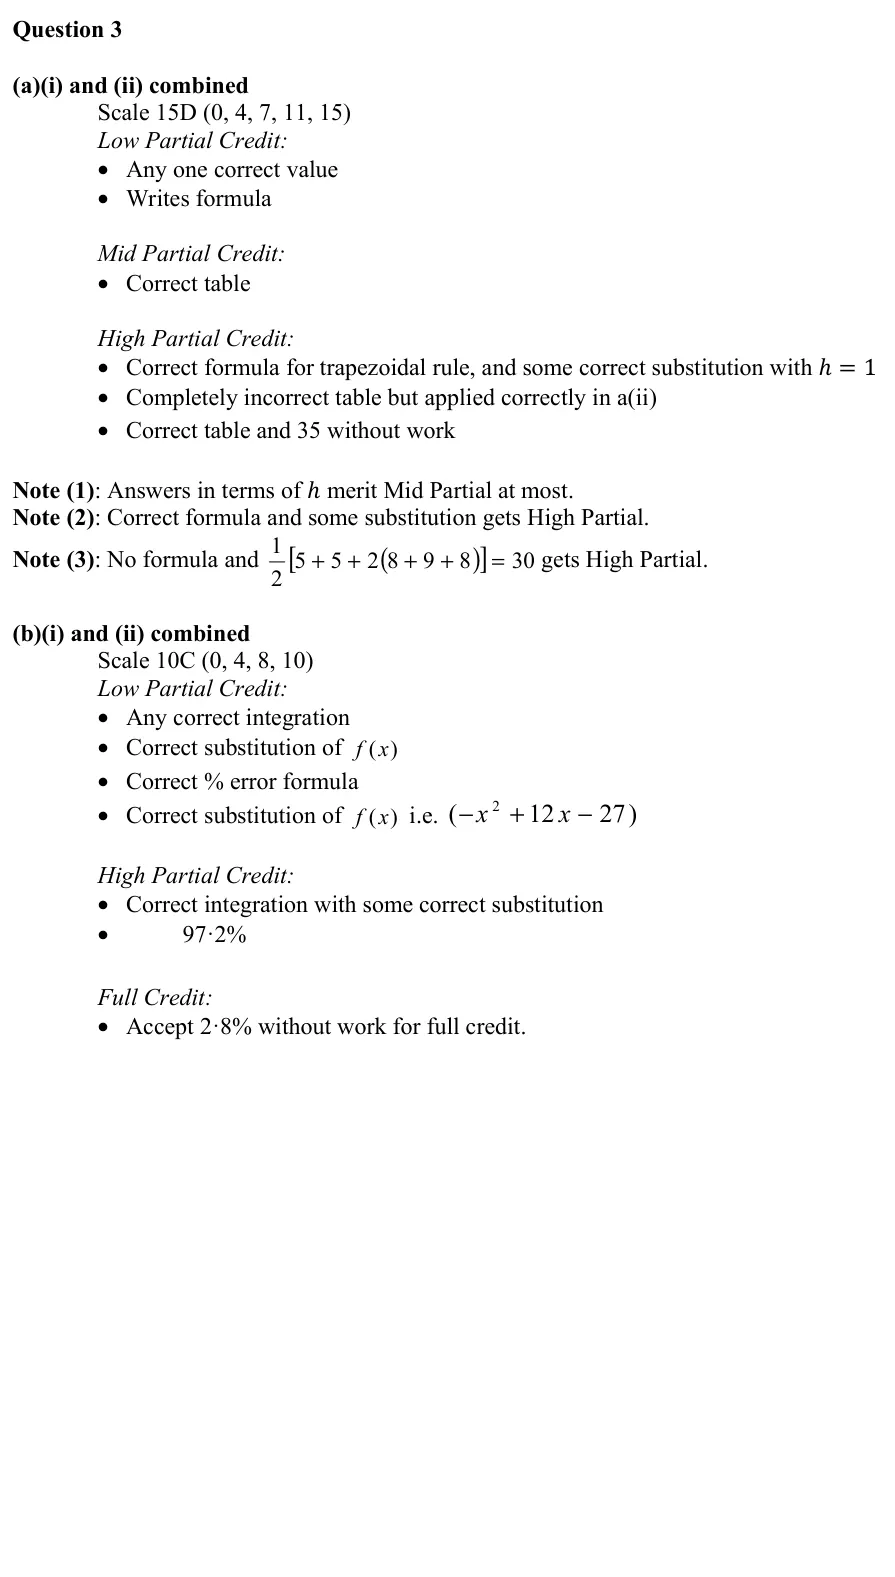 Question 3
(a)(i) and (ii) combined
Scale 15D (0, 4, 7, 11, 15)
Low Partial Credit:
• Any one correct value
• Writes formula
Mid Partial Credit:
• Correct table
High Partial Credit:
• Correct formula for trapezoidal rule, and some correct substitution with ℎ = 1
• Completely incorrect table but applied correctly in a(ii)
• Correct table and 35 without work
Note (1): Answers in terms of ℎ merit Mid Partial at most.
Note (2): Correct formula and some substitution gets High Partial.
Note (3): No formula and 1/2 [5 + 5 + 2(8 + 9 + 8)] = 30 gets High Partial.
(b)(i) and (ii) combined
Scale 10C (0, 4, 8, 10)
Low Partial Credit:
• Any correct integration
• Correct substitution of f(x)
• Correct % error formula
• Correct substitution of f(x) i.e. (−x² + 12x − 27)
High Partial Credit:
• Correct integration with some correct substitution
• 97·2%
Full Credit:
• Accept 2·8% without work for full credit.